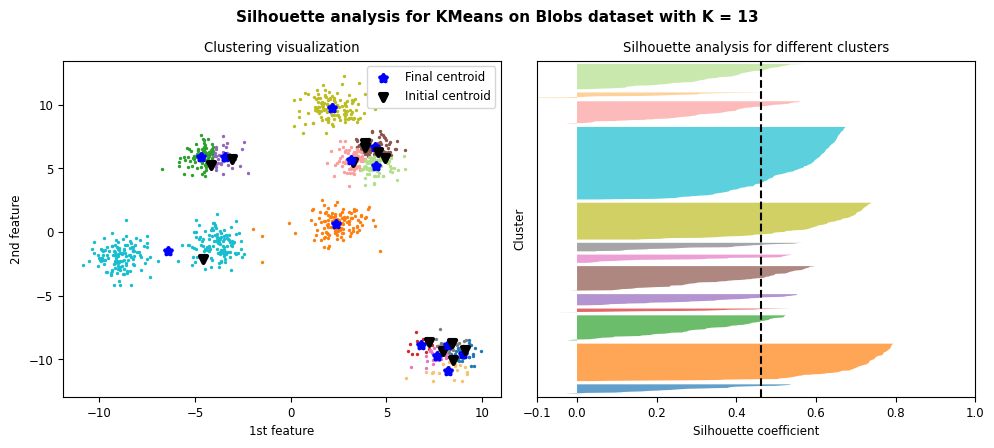 Silhouette analysis for KMeans on Blobs dataset with K = 13
Clustering visualization
Final centroid
Initial centroid
10
5
0
−5
−10
2nd feature
−10
−5
0
5
10
1st feature
Silhouette analysis for different clusters
Cluster
−0.1
0.0
0.2
0.4
0.6
0.8
1.0
Silhouette coefficient